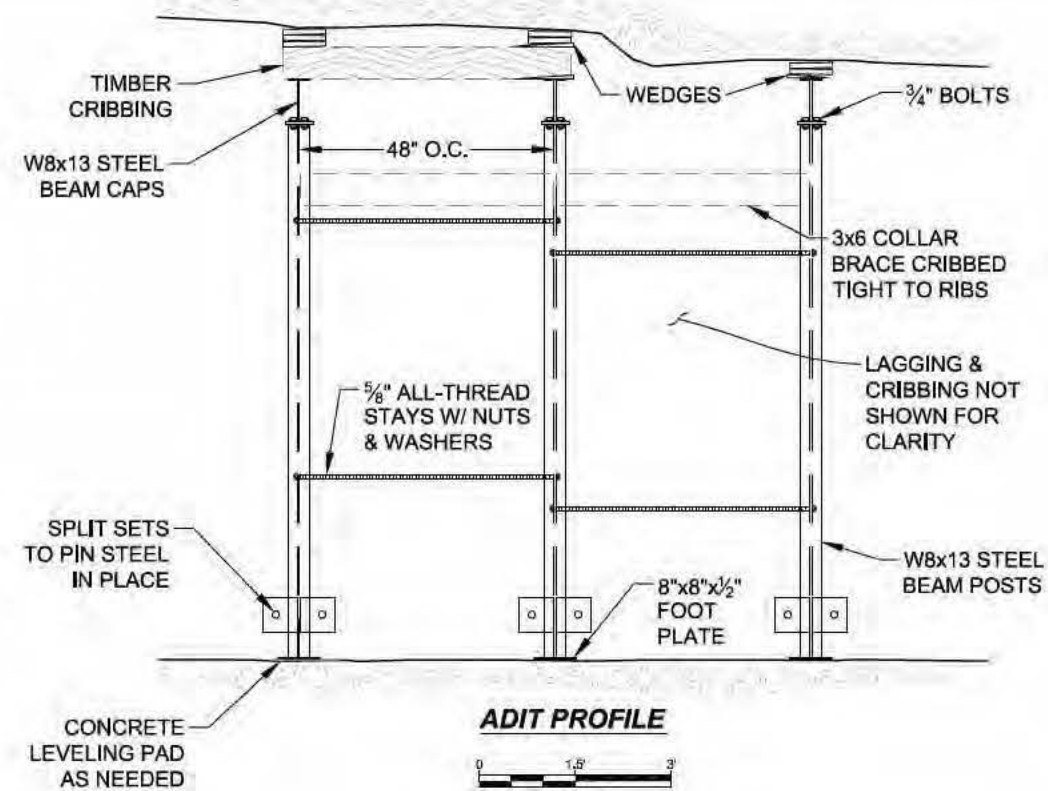 TIMBER
CRIBBING
WEDGES
¾" BOLTS
W8x13 STEEL
BEAM CAPS
48" O.C.
3x6 COLLAR
BRACE CRIBBED
TIGHT TO RIBS
LAGGING &
CRIBBING NOT
SHOWN FOR
CLARITY
⅝" ALL-THREAD
STAYS W/ NUTS
& WASHERS
SPLIT SETS
TO PIN STEEL
IN PLACE
8"x8"x½"
FOOT
PLATE
W8x13 STEEL
BEAM POSTS
CONCRETE
LEVELING PAD
AS NEEDED
ADIT PROFILE
0 1.5' 3'